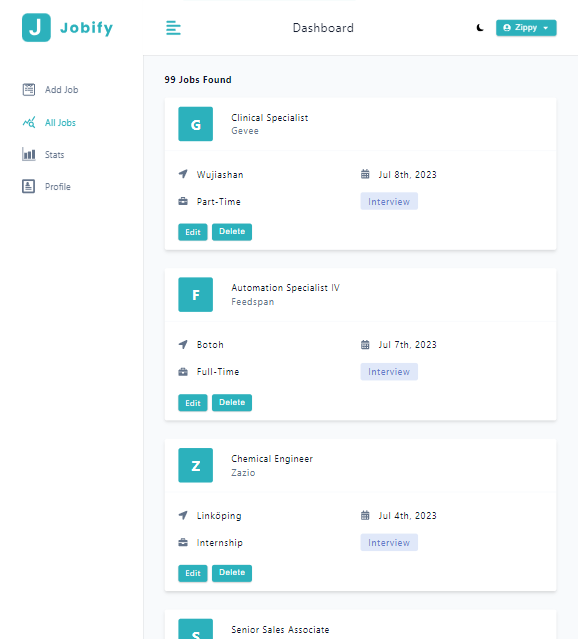 J Jobify
Dashboard
Zippy
Add Job
All Jobs
Stats
Profile
99 Jobs Found
G
Clinical Specialist
Gevee
Wujiashan
Jul 8th, 2023
Part-Time
Interview
Edit Delete
F
Automation Specialist IV
Feedspan
Botoh
Jul 7th, 2023
Full-Time
Interview
Edit Delete
Z
Chemical Engineer
Zazio
Linköping
Jul 4th, 2023
Internship
Interview
Edit Delete
S
Senior Sales Associate